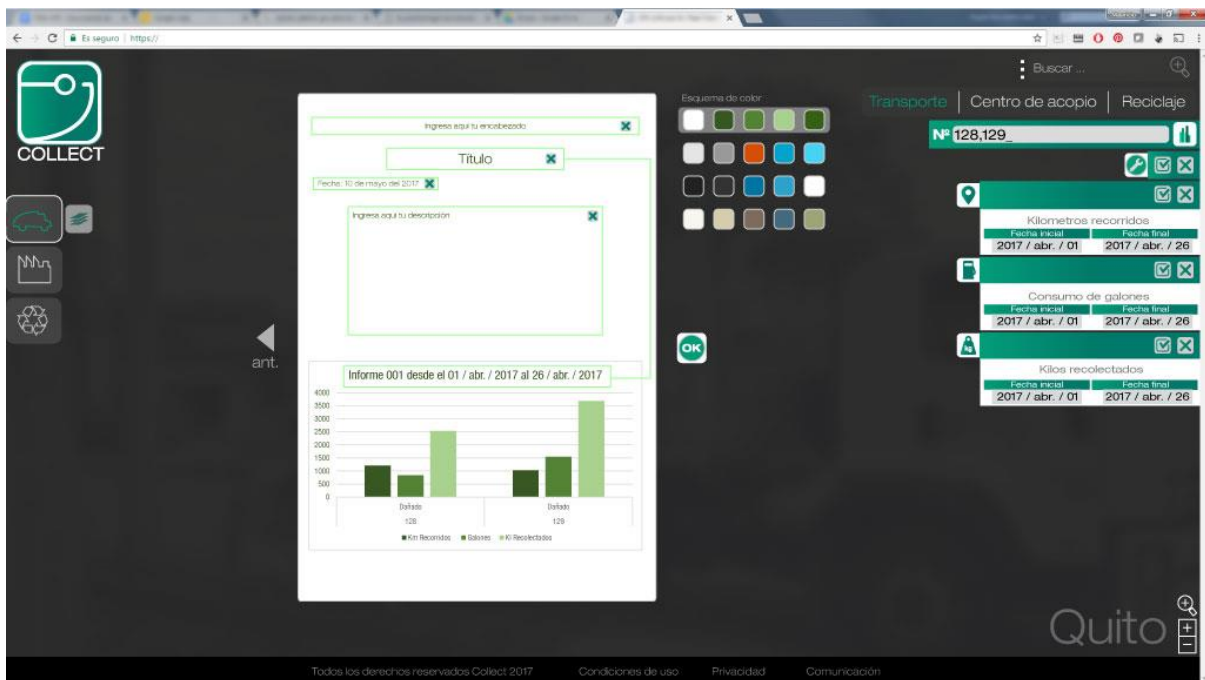 Es seguro
https://
Buscar ...
COLLECT
Transporte
Centro de acopio
Reciclaje
Nº 128,129_
Esquema de color
Ingresa aquí tu encabezado
Título
Fecha: 10 de mayo del 2017
Ingresa aquí tu descripción
ant.
OK
Kilometros recorridos
Fecha inicial Fecha final
2017 / abr. / 01 2017 / abr. / 26
Consumo de galones
Fecha inicial Fecha final
2017 / abr. / 01 2017 / abr. / 26
kg
Kilos recolectados
Fecha inicial Fecha final
2017 / abr. / 01 2017 / abr. / 26
Informe 001 desde el 01 / abr. / 2017 al 26 / abr. / 2017
4000
3500
3000
2500
2000
1500
1000
500
0
Dañado Dañado
128 129
Km Recorridos Galones Kl Recolectados
Quito
Todos los derechos reservados Collect 2017 Condiciones de uso Privacidad Comunicación